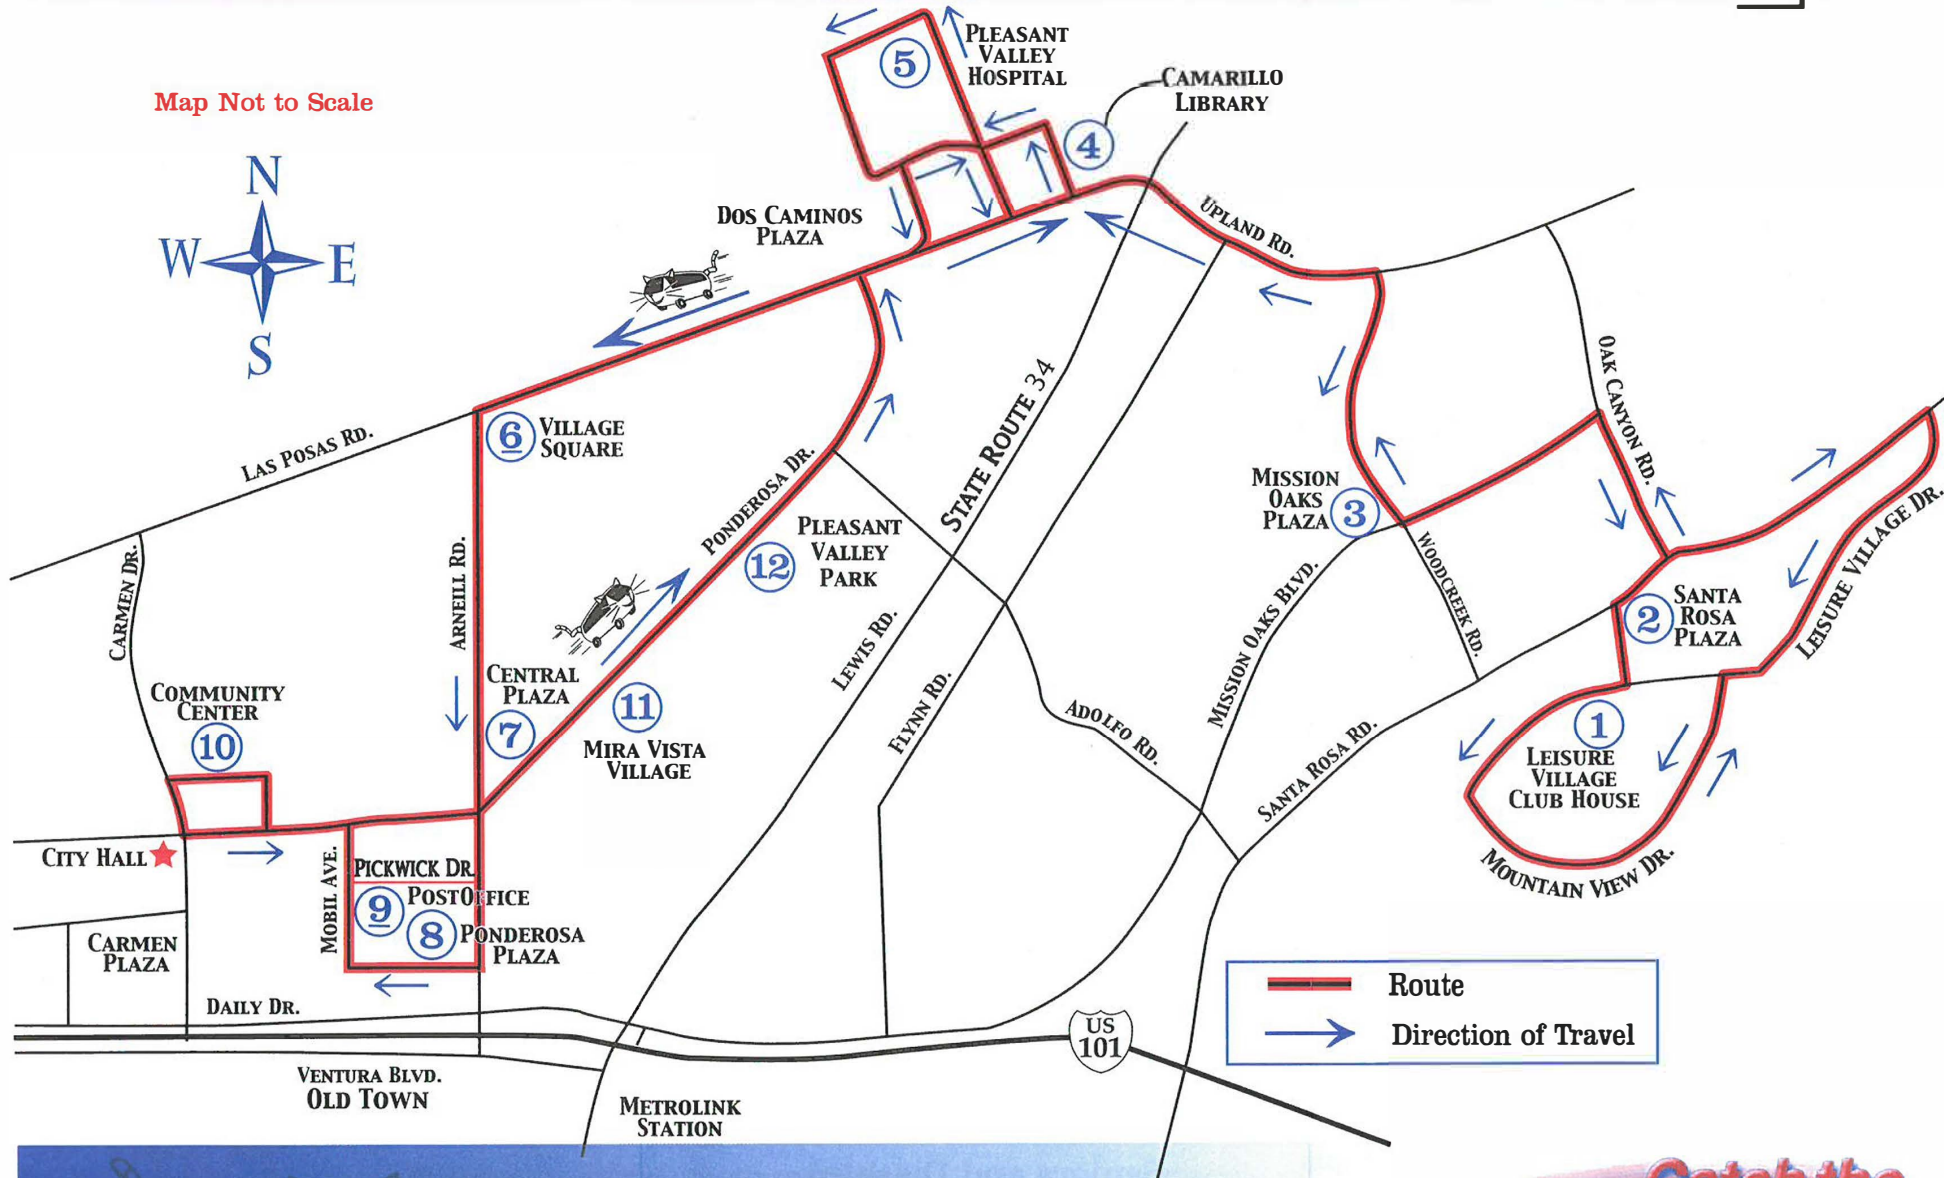 Map Not to Scale
N
W
E
S
5
PLEASANT
VALLEY
HOSPITAL
CAMARILLO
LIBRARY
4
DOS CAMINOS
PLAZA
UPLAND RD.
LAS POSAS RD.
6
VILLAGE
SQUARE
STATE ROUTE 34
OAK CANYON RD.
PONDEROSA DR.
MISSION
OAKS
PLAZA
3
PLEASANT
VALLEY
PARK
12
CARMEN DR.
ARNEILL RD.
WOODCREEK RD.
LEISURE VILLAGE DR.
2
SANTA
ROSA
PLAZA
MISSION OAKS BLVD.
LEWIS RD.
FLYNN RD.
ADOLFO RD.
SANTA ROSA RD.
COMMUNITY
CENTER
10
CENTRAL
PLAZA
7
11
MIRA VISTA
VILLAGE
1
LEISURE
VILLAGE
CLUB HOUSE
MOUNTAIN VIEW DR.
CITY HALL
MOBIL AVE.
PICKWICK DR.
9
POST OFFICE
8
PONDEROSA
PLAZA
CARMEN
PLAZA
DAILY DR.
US
101
Route
Direction of Travel
VENTURA BLVD.
OLD TOWN
METROLINK
STATION
Catch the